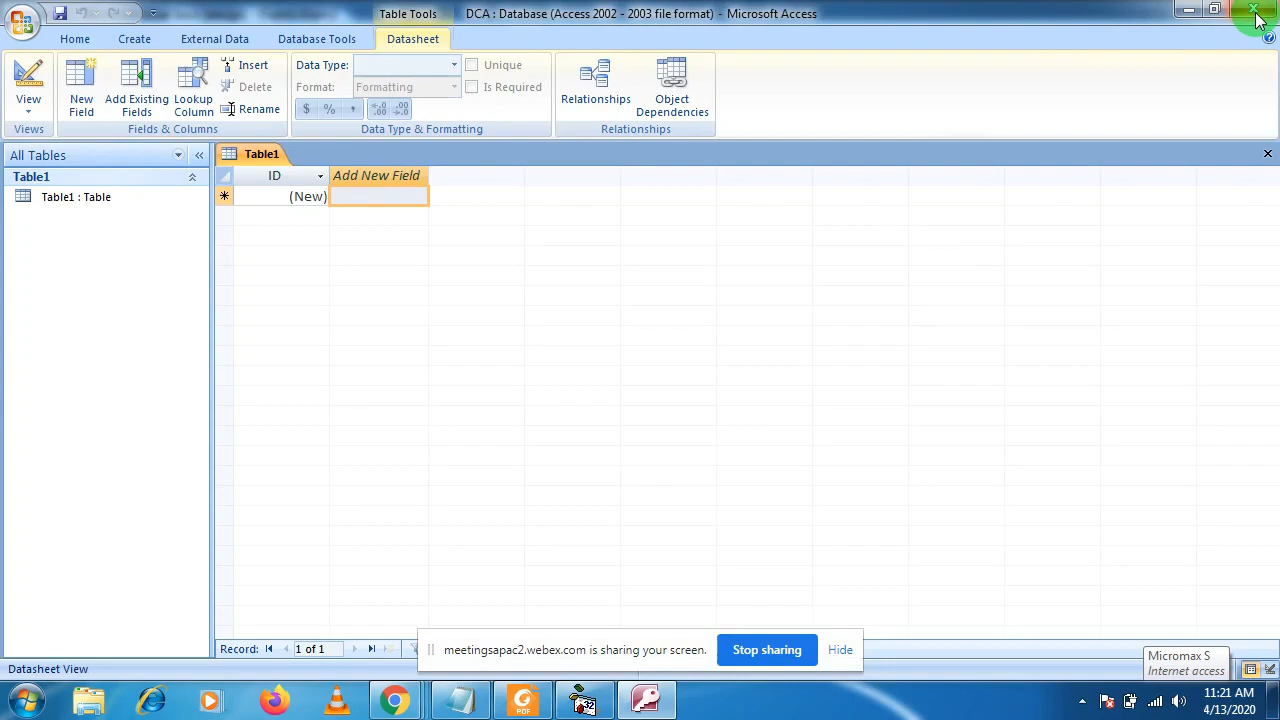 Table Tools
DCA : Database (Access 2002 - 2003 file format) - Microsoft Access
Home
Create
External Data
Database Tools
Datasheet
View
New Field
Add Existing Fields
Lookup Column
Insert
Delete
Rename
Data Type:
Format: Formatting
$ % ,
Unique
Is Required
Relationships
Object Dependencies
Views
Fields & Columns
Data Type & Formatting
Relationships
All Tables
Table1
Table1 : Table
Table1
ID
Add New Field
(New)
Record:
1 of 1
meetingsapac2.webex.com is sharing your screen.
Stop sharing
Hide
Datasheet View
Micromax S
Internet access
PDF
32
11:21 AM
4/13/2020